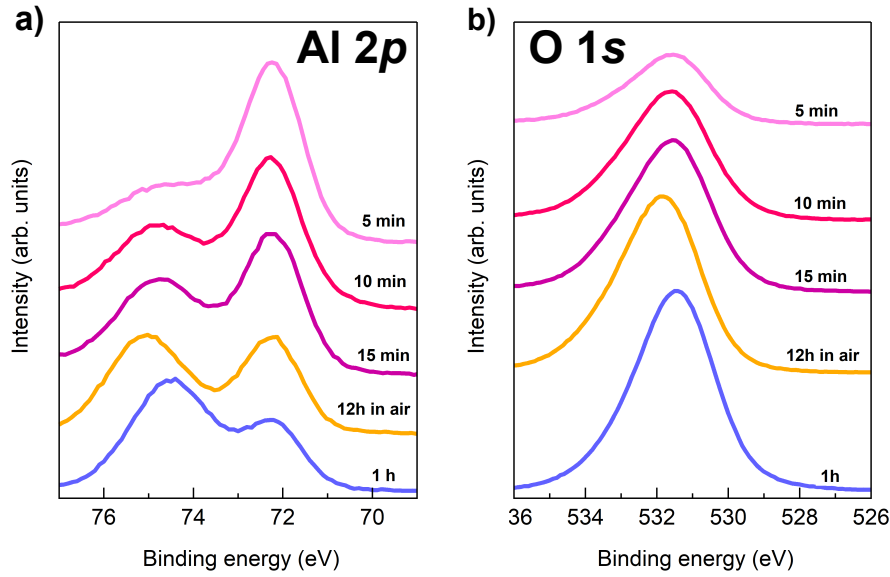 a)
Al 2p
Intensity (arb. units)
5 min
10 min
15 min
12h in air
1 h
76
74
72
70
Binding energy (eV)
b)
O 1s
Intensity (arb. units)
5 min
10 min
15 min
12h in air
1h
36
534
532
530
528
526
Binding energy (eV)